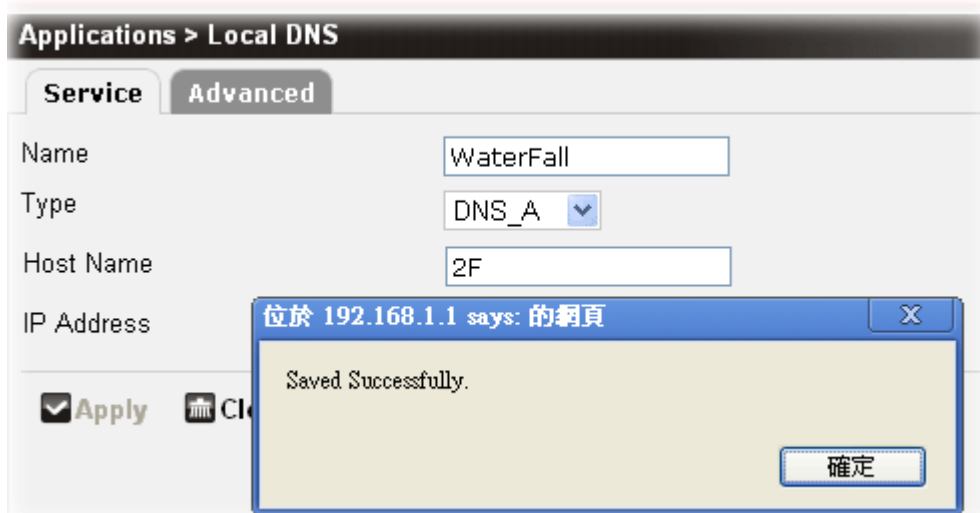 Applications > Local DNS
Service Advanced
Name WaterFall
Type DNS_A
Host Name 2F
IP Address
位於 192.168.1.1 says: 的網頁
Saved Successfully.
確定
Apply